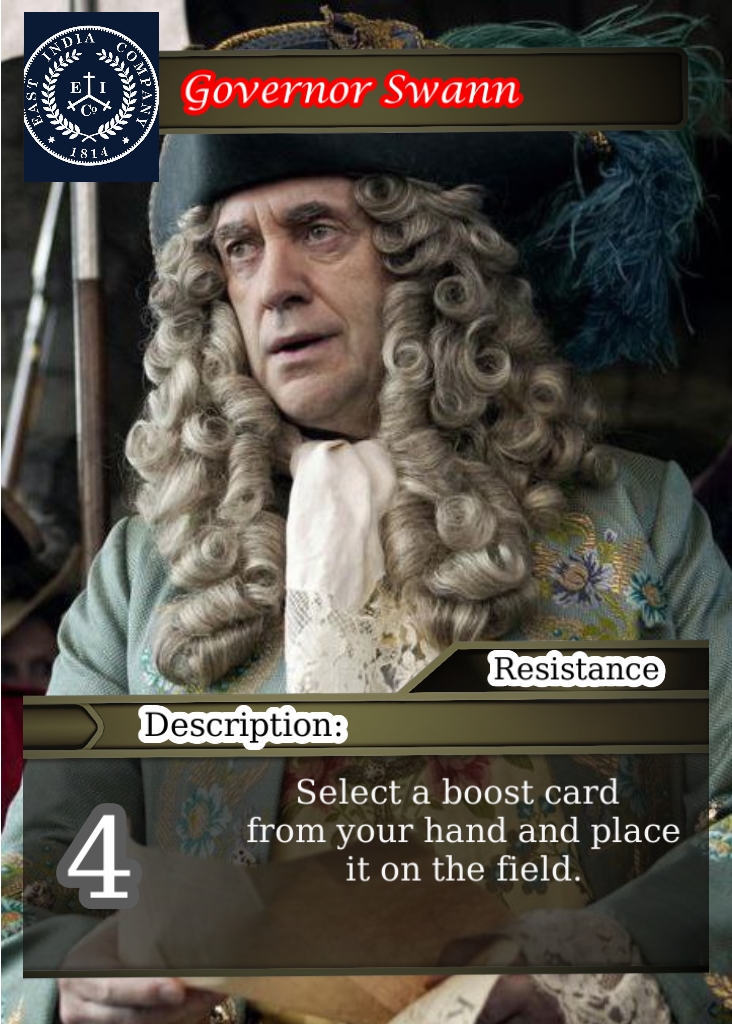 EAST INDIA COMPANY
E I
Co
1814
Governor Swann
Resistance
Description:
4
Select a boost card
from your hand and place
it on the field.